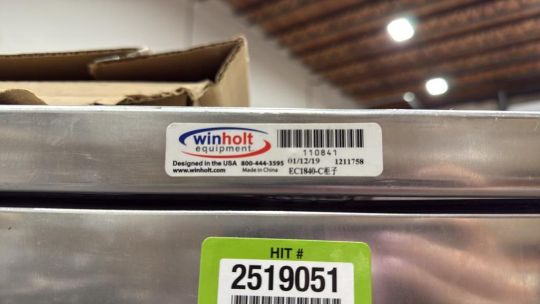 winholt
equipment
Designed in the USA 800-444-3595
www.winholt.com Made in China
110841
01/12/19 1211758
EC1840-C柜子
HIT #
2519051